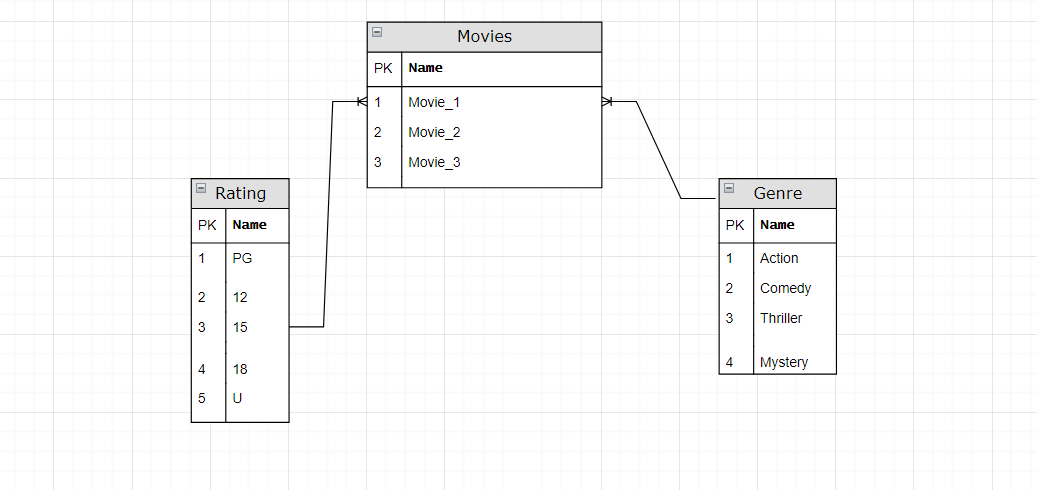 Movies
PK Name
1 Movie_1
2 Movie_2
3 Movie_3
Rating
PK Name
1 PG
2 12
3 15
4 18
5 U
Genre
PK Name
1 Action
2 Comedy
3 Thriller
4 Mystery